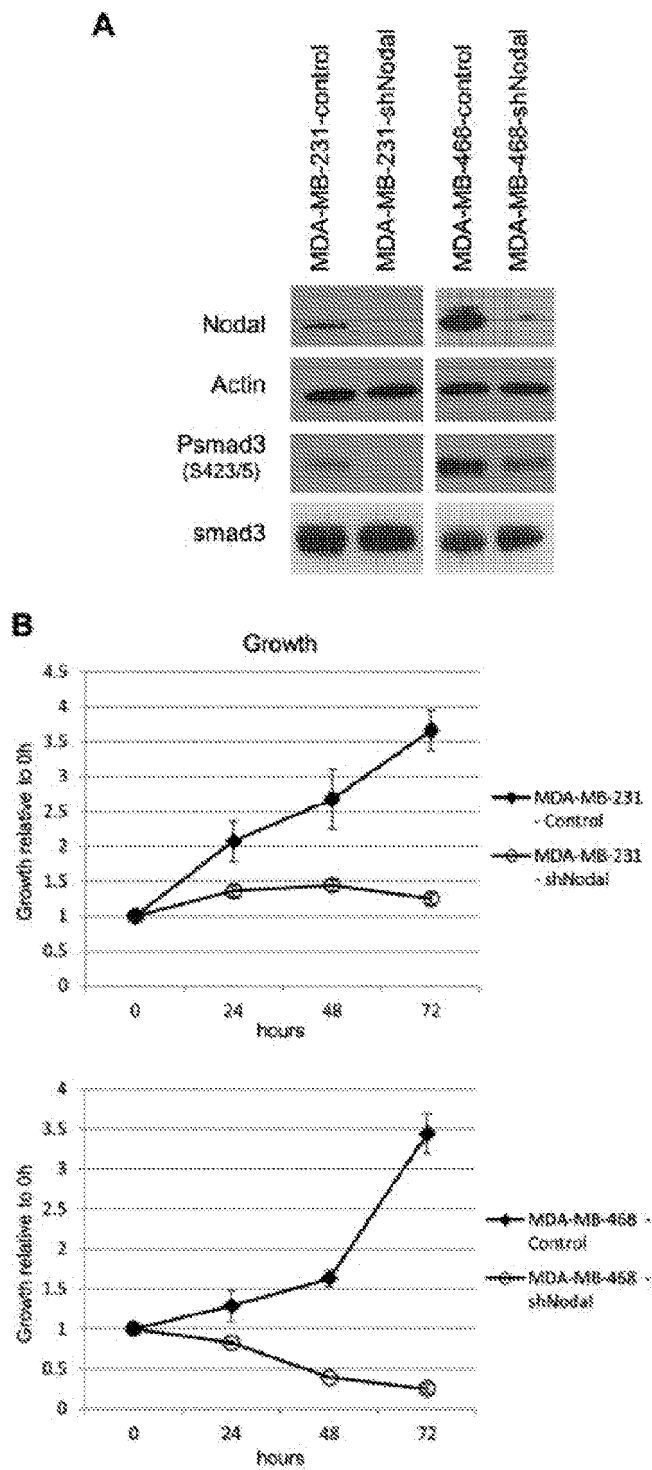 A
MDA-MB-231-control
MDA-MB-231-shNodal
MDA-MB-468-control
MDA-MB-468-shNodal
Nodal
Actin
Psmad3
(S423/5)
smad3
B
Growth
Growth relative to 0h
4.5
4
3.5
3
2.5
2
1.5
1
0.5
0
0 24 48 72
hours
MDA-MB-231
- Control
MDA-MB-231
- shNodal
Growth relative to 0h
4
3.5
3
2.5
2
1.5
1
0.5
0
0 24 48 72
hours
MDA-MB-468 -
Control
MDA-MB-468 -
shNodal